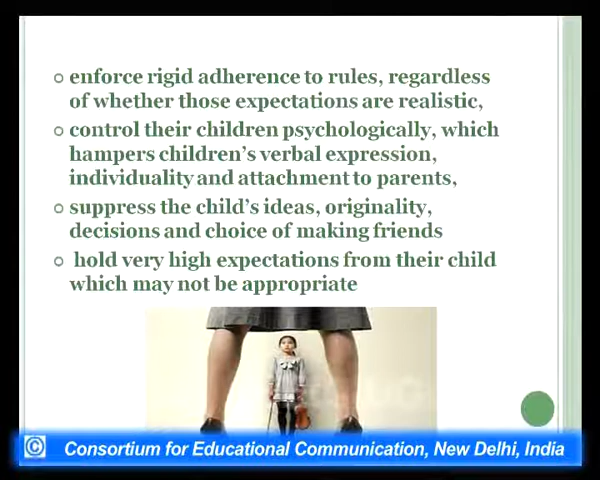 enforce rigid adherence to rules, regardless
of whether those expectations are realistic,
control their children psychologically, which
hampers children's verbal expression,
individuality and attachment to parents,
suppress the child's ideas, originality,
decisions and choice of making friends
hold very high expectations from their child
which may not be appropriate
© Consortium for Educational Communication, New Delhi, India